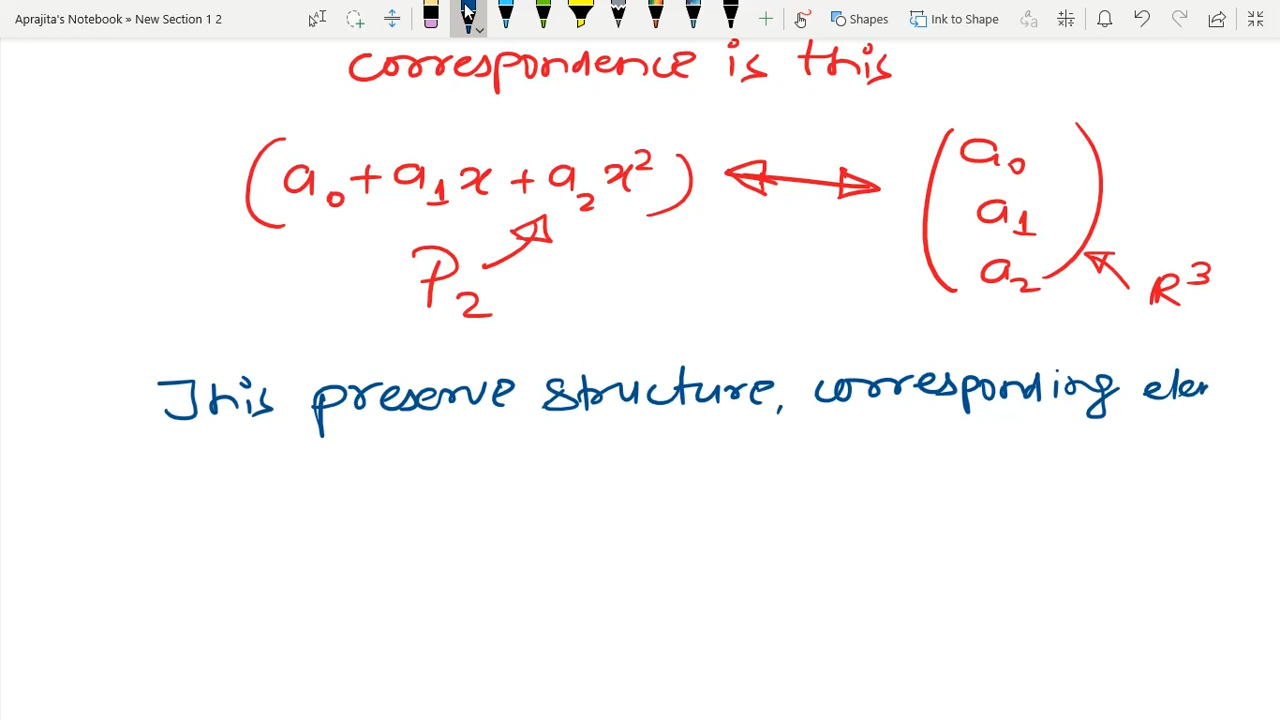 Aprajita's Notebook » New Section 1 2
Shapes
Ink to Shape
correspondence is this
(a₀ + a₁x + a₂x²) ↔ (a₀ a₁ a₂)
P₂
R³
This preserve structure, corresponding elem